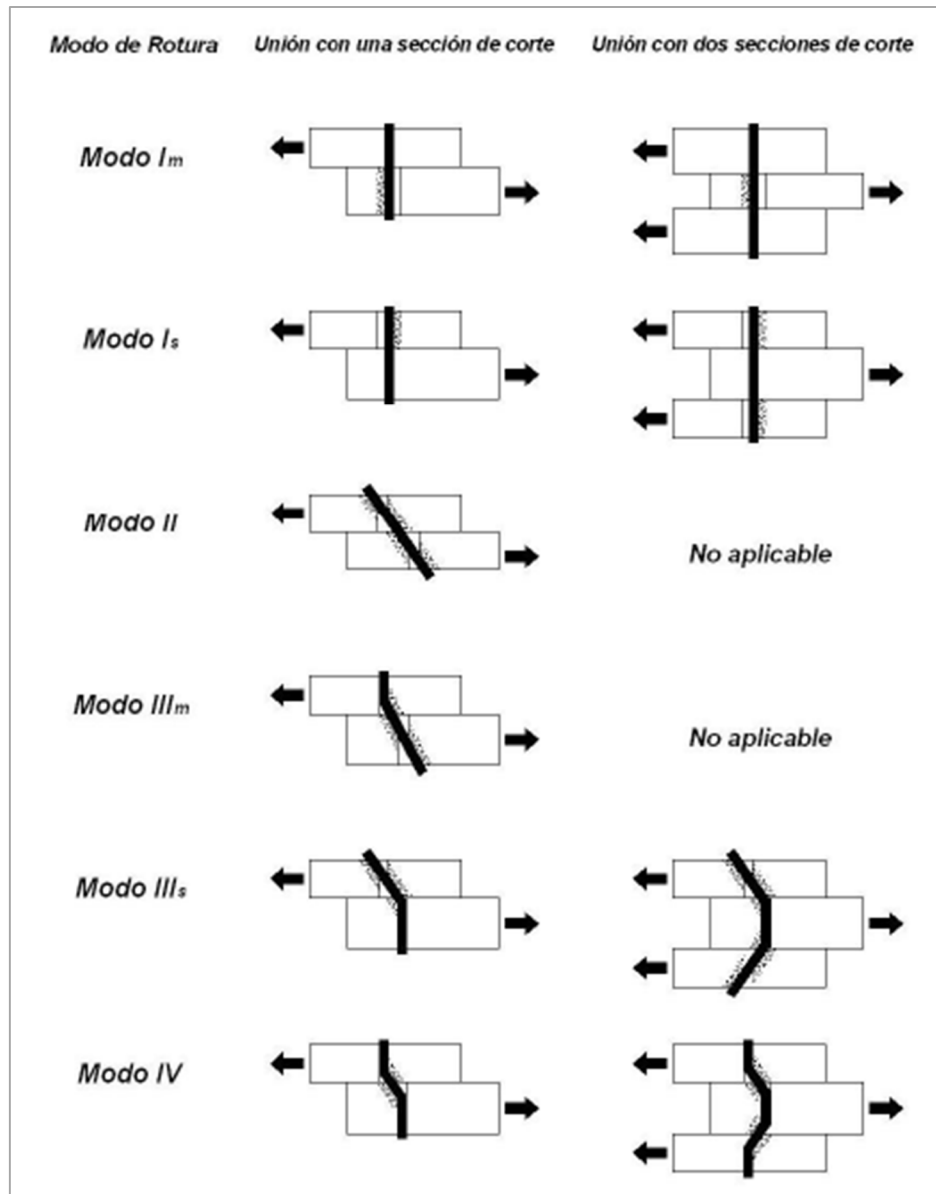 Modo de Rotura Unión con una sección de corte Unión con dos secciones de corte
Modo Im
Modo Is
Modo II
No aplicable
Modo IIIm
No aplicable
Modo IIIs
Modo IV